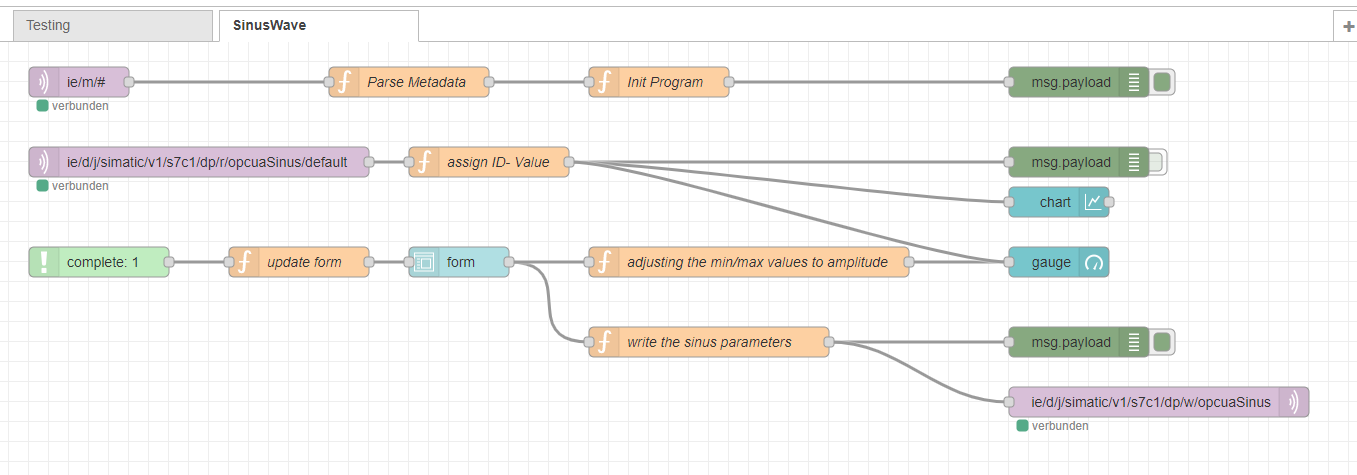 Testing
SinusWave
ie/m/#
Parse Metadata
Init Program
msg.payload
verbunden
ie/d/j/simatic/v1/s7c1/dp/r/opcuaSinus/default
assign ID- Value
msg.payload
verbunden
chart
complete: 1
update form
form
adjusting the min/max values to amplitude
gauge
write the sinus parameters
msg.payload
ie/d/j/simatic/v1/s7c1/dp/w/opcuaSinus
verbunden